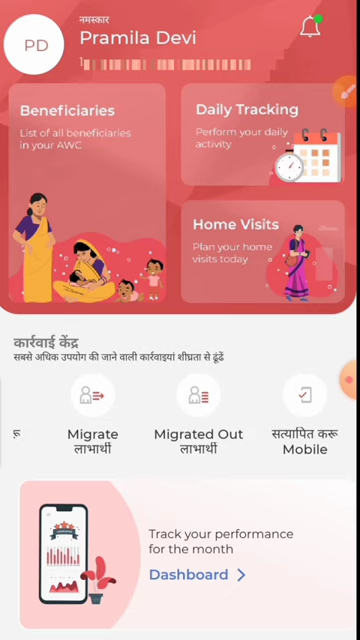 नमस्कार
PD
Pramila Devi
Beneficiaries
List of all beneficiaries
in your AWC
Daily Tracking
Perform your daily
activity
Home Visits
Plan your home
visits today
कार्रवाई केंद्र
सबसे अधिक उपयोग की जाने वाली कार्रवाइयां शीघ्रता से ढूंढें
रू
Migrate
लाभार्थी
Migrated Out
लाभार्थी
सत्यापित करू
Mobile
Track your performance
for the month
Dashboard